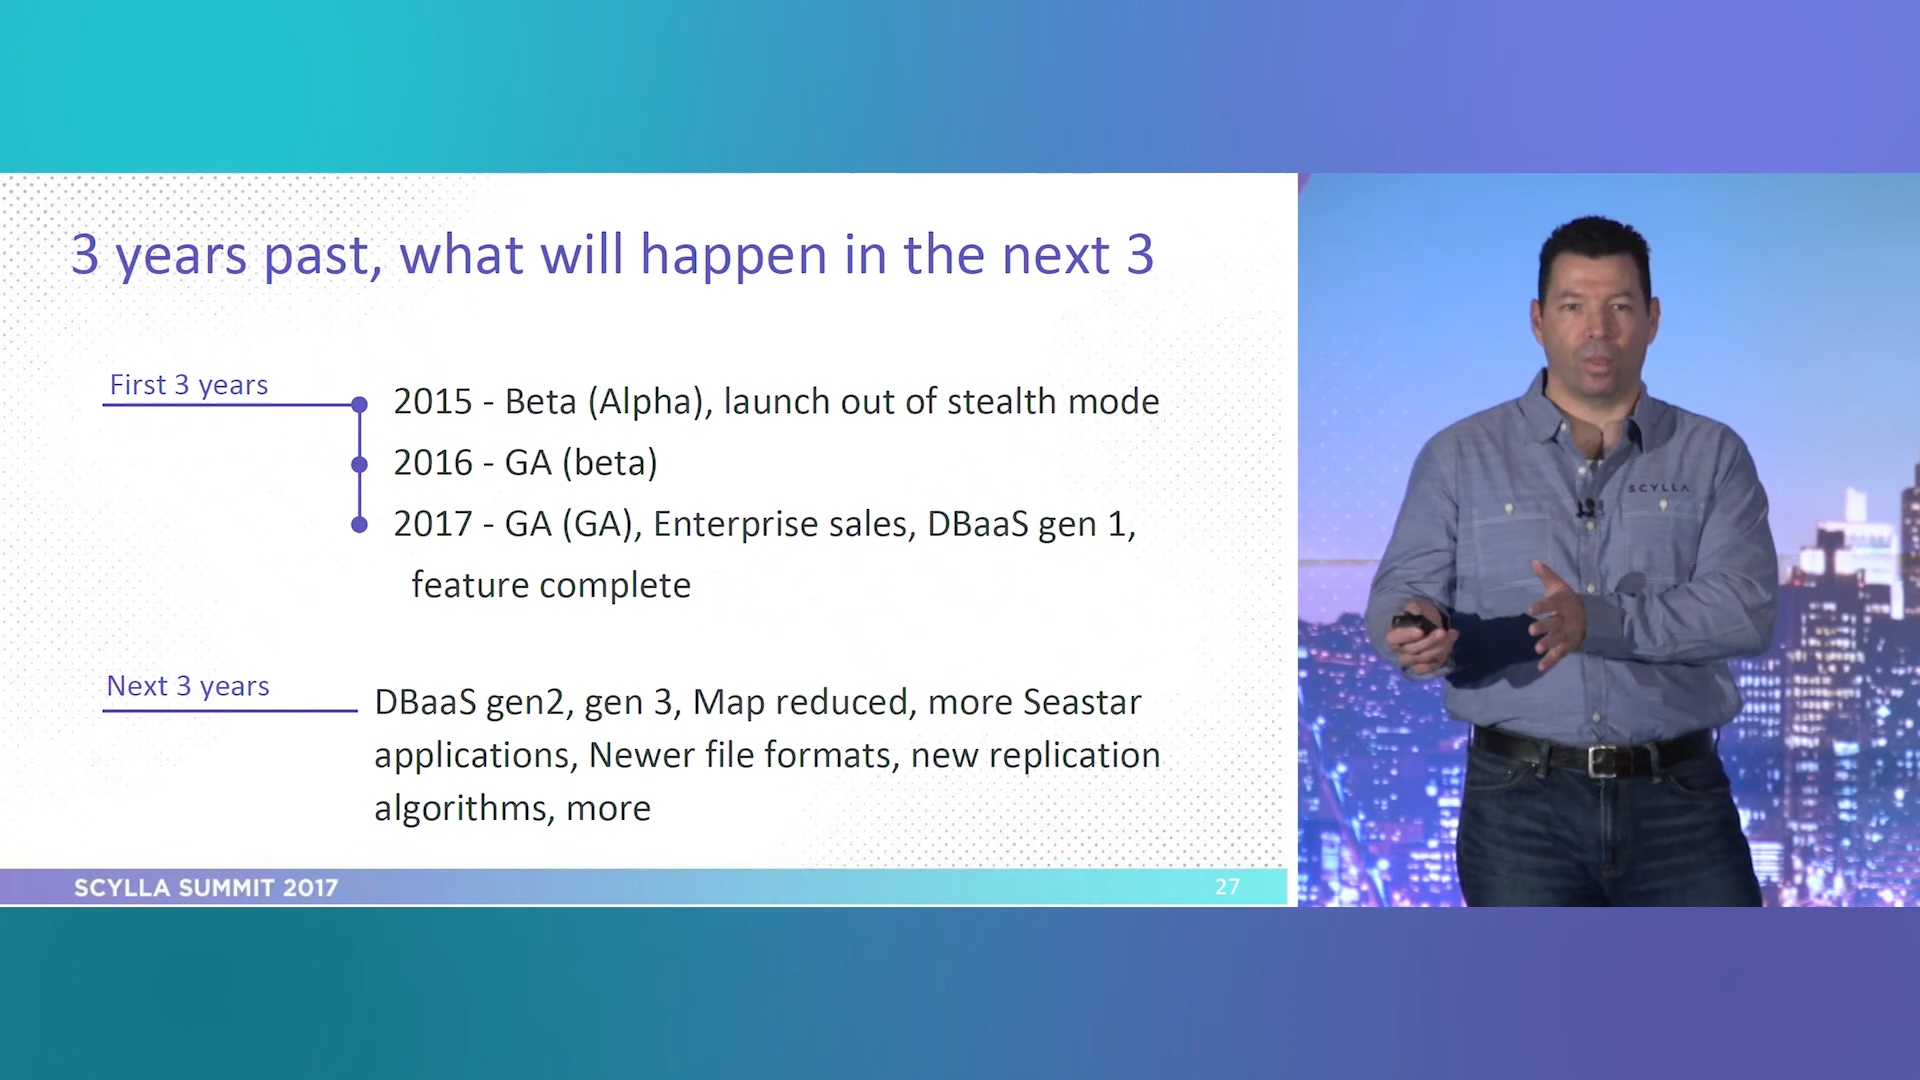 3 years past, what will happen in the next 3
First 3 years
2015 - Beta (Alpha), launch out of stealth mode
2016 - GA (beta)
2017 - GA (GA), Enterprise sales, DBaaS gen 1,
feature complete
Next 3 years
DBaaS gen2, gen 3, Map reduced, more Seastar
applications, Newer file formats, new replication
algorithms, more
SCYLLA SUMMIT 2017
27
SCYLLA